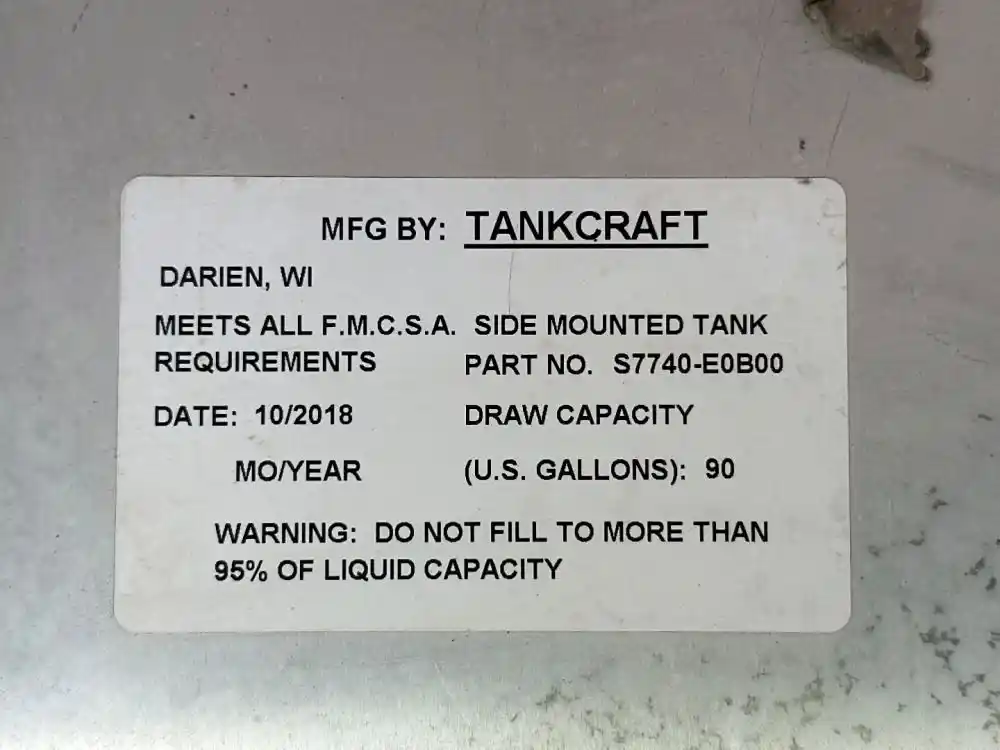 MFG BY: TANKCRAFT
DARIEN, WI
MEETS ALL F.M.C.S.A. SIDE MOUNTED TANK
REQUIREMENTS PART NO. S7740-E0B00
DATE: 10/2018 DRAW CAPACITY
MO/YEAR (U.S. GALLONS): 90
WARNING: DO NOT FILL TO MORE THAN
95% OF LIQUID CAPACITY